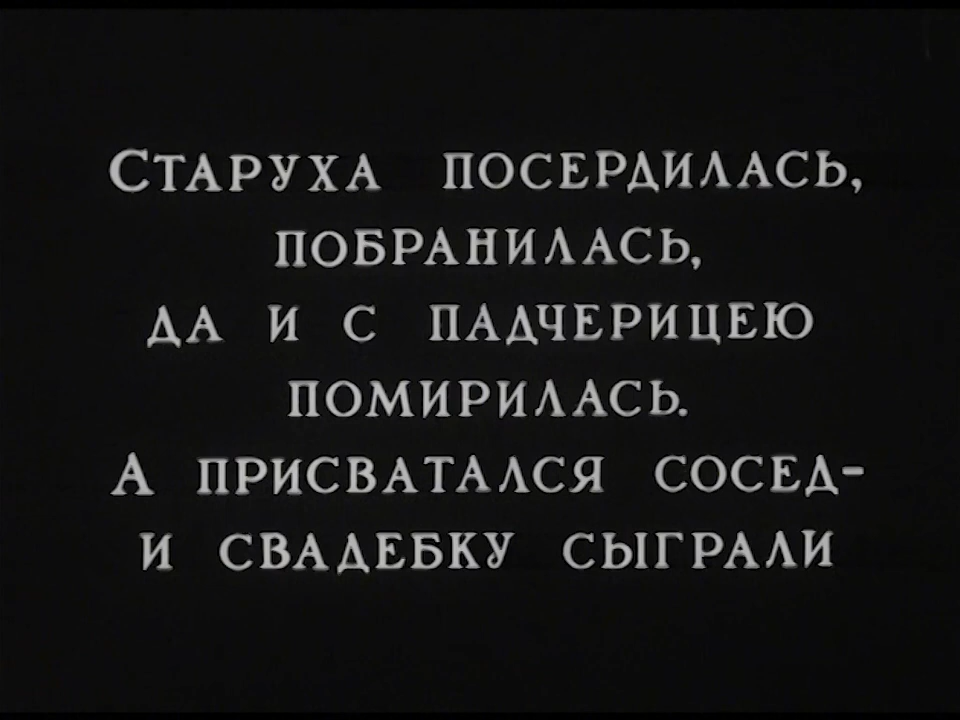 СТАРУХА ПОСЕРДИЛАСЬ,
ПОБРАНИЛАСЬ,
ДА И С ПАДЧЕРИЦЕЮ
ПОМИРИЛАСЬ.
А ПРИСВАТАЛСЯ СОСЕД-
И СВАДЕБКУ СЫГРАЛИ